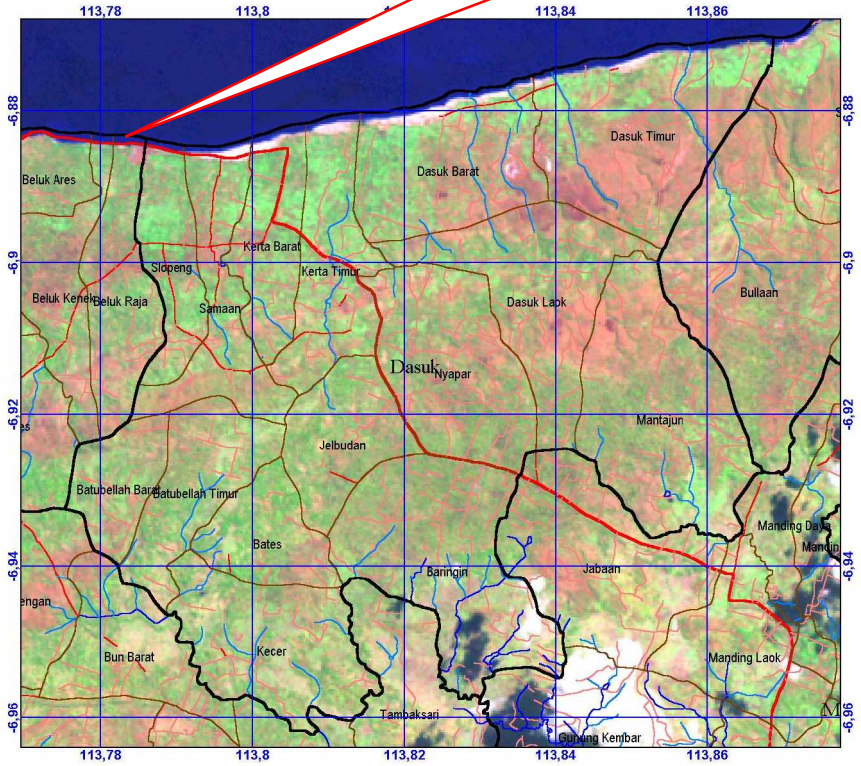 113,78 113,8 113,84 113,86
-6,88 -6,88
Dasuk Timur
Dasuk Barat
Beluk Ares
Kerta Barat
-6,9 -6,9
Slopeng Kerta Timur
Beluk Kenek Beluk Raja Samaan Dasuk Laok Bullaan
Dasuk
Nyapar
-6,92 -6,92
Mantajun
es
Jelbudan
Batubellah Barat Batubellah Timur
Manding Daya
Bates Mandin
-6,94 -6,94
Baringin Jabaan
engan
Bun Barat Kecer Manding Laok
Tambaksari M
-6,96 -6,96
Gunung Kembar
113,78 113,8 113,82 113,84 113,86